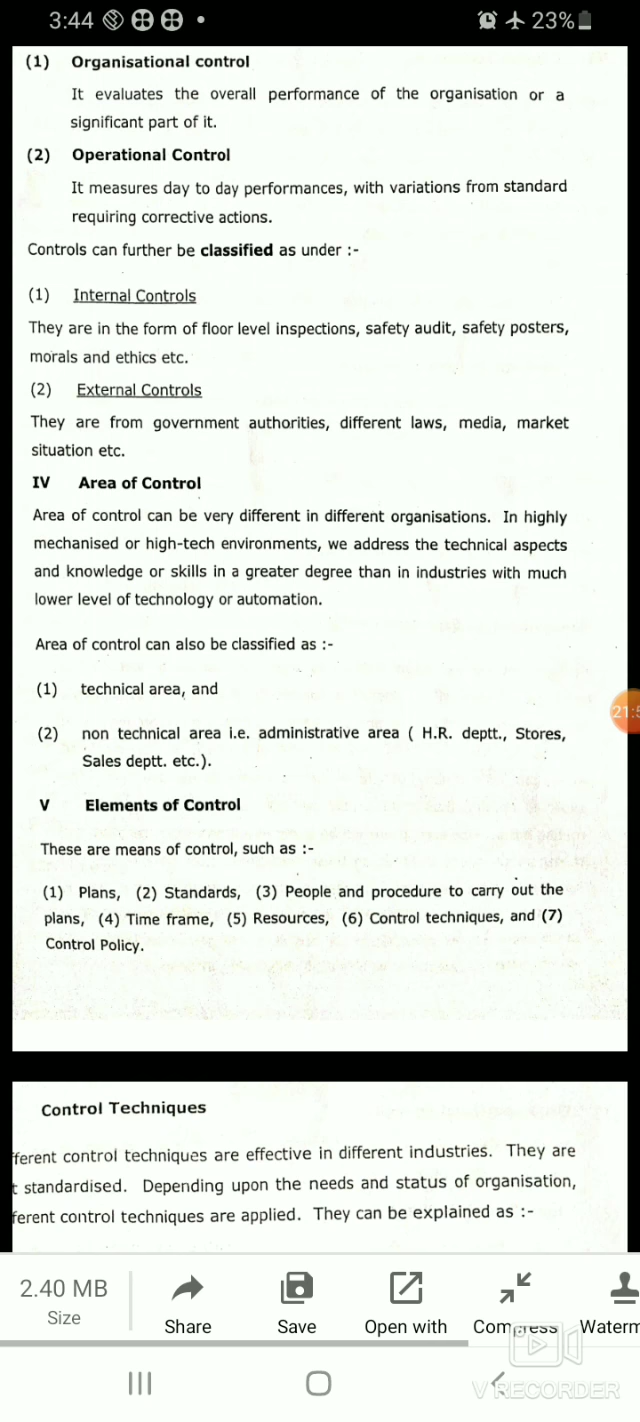 3:44
23%
(1) Organisational control
It evaluates the overall performance of the organisation or a
significant part of it.
(2) Operational Control
It measures day to day performances, with variations from standard
requiring corrective actions.
Controls can further be classified as under :-
(1) Internal Controls
They are in the form of floor level inspections, safety audit, safety posters,
morals and ethics etc.
(2) External Controls
They are from government authorities, different laws, media, market
situation etc.
IV Area of Control
Area of control can be very different in different organisations. In highly
mechanised or high-tech environments, we address the technical aspects
and knowledge or skills in a greater degree than in industries with much
lower level of technology or automation.
Area of control can also be classified as :-
(1) technical area, and
21:5
(2) non technical area i.e. administrative area ( H.R. deptt., Stores,
Sales deptt. etc.).
V Elements of Control
These are means of control, such as :-
(1) Plans, (2) Standards, (3) People and procedure to carry out the
plans, (4) Time frame, (5) Resources, (6) Control techniques, and (7)
Control Policy.
Control Techniques
fferent control techniques are effective in different industries. They are
t standardised. Depending upon the needs and status of organisation,
ferent control techniques are applied. They can be explained as :-
2.40 MB
Size
Share
Save
Open with
Compress
Waterm
V RECORDER